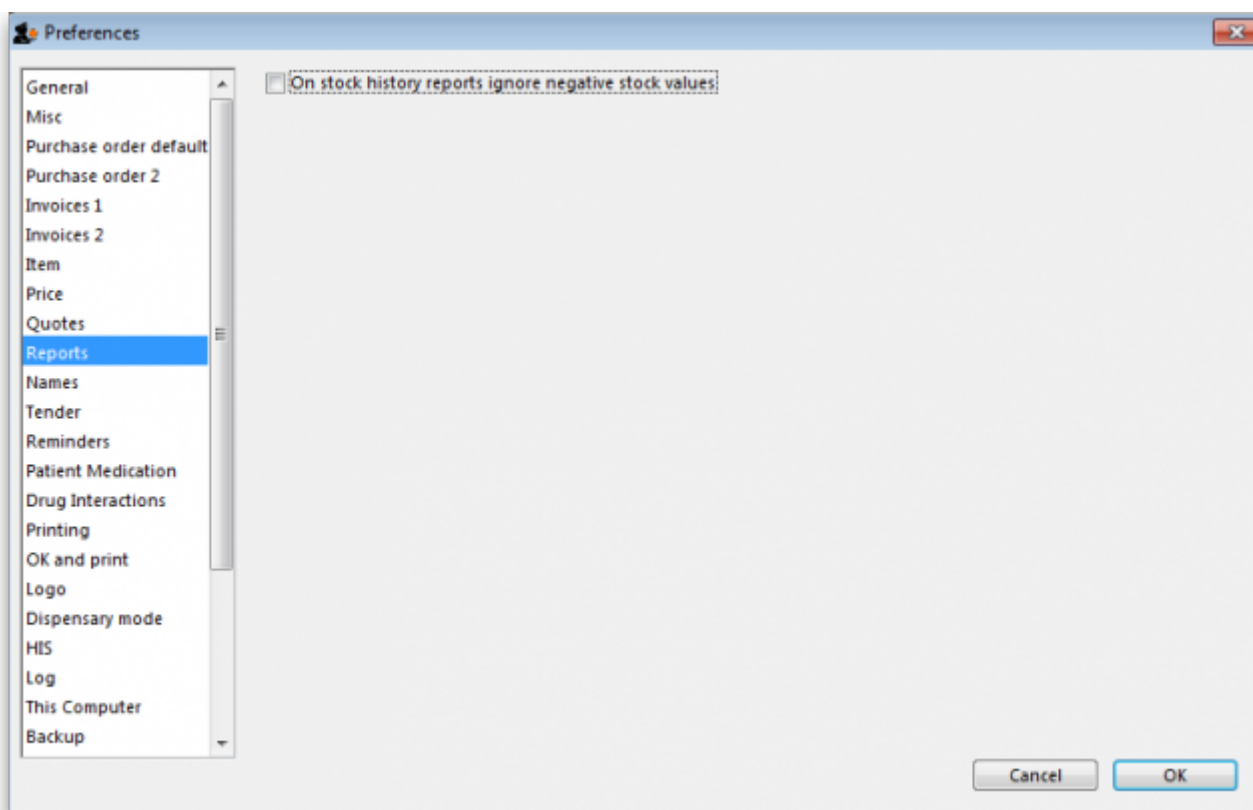 Preferences
General
Misc
Purchase order default
Purchase order 2
Invoices 1
Invoices 2
Item
Price
Quotes
Reports
Names
Tender
Reminders
Patient Medication
Drug Interactions
Printing
OK and print
Logo
Dispensary mode
HIS
Log
This Computer
Backup
On stock history reports ignore negative stock values
Cancel
OK